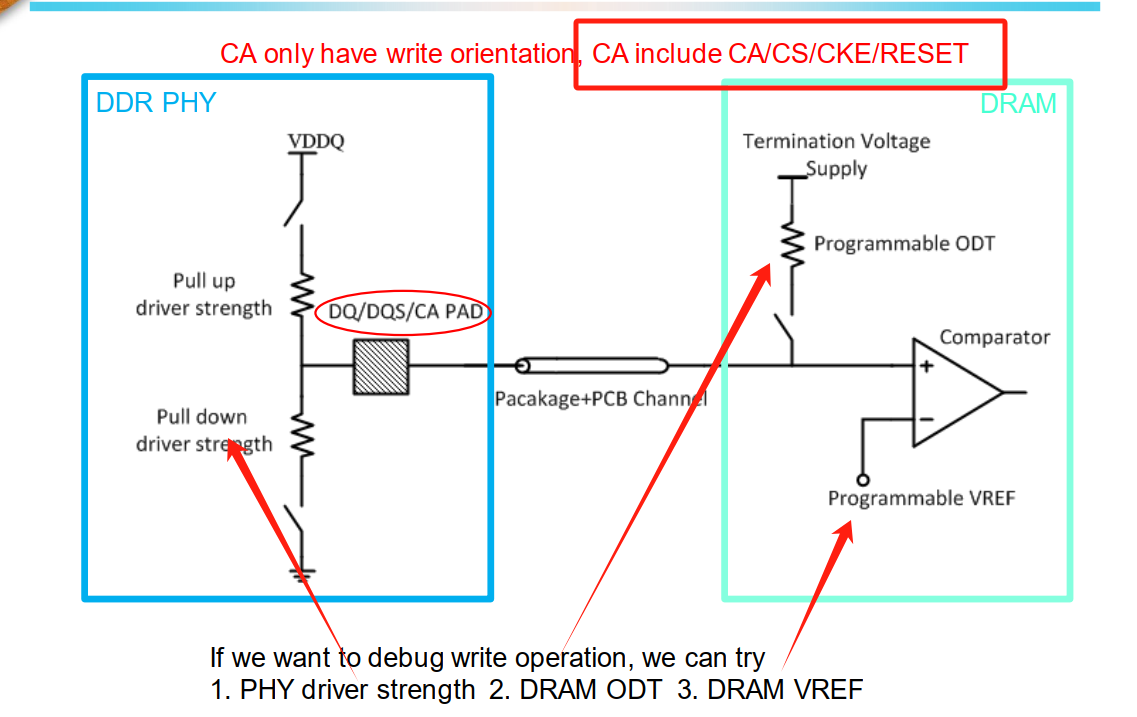 CA only have write orientation, CA include CA/CS/CKE/RESET
DDR PHY
DRAM
VDDQ
Termination Voltage
Supply
Programmable ODT
Pull up
driver strength
DQ/DQS/CA PAD
Comparator
+
Pacakage+PCB Channel
Pull down
driver strength
−
Programmable VREF
If we want to debug write operation, we can try
1. PHY driver strength 2. DRAM ODT 3. DRAM VREF